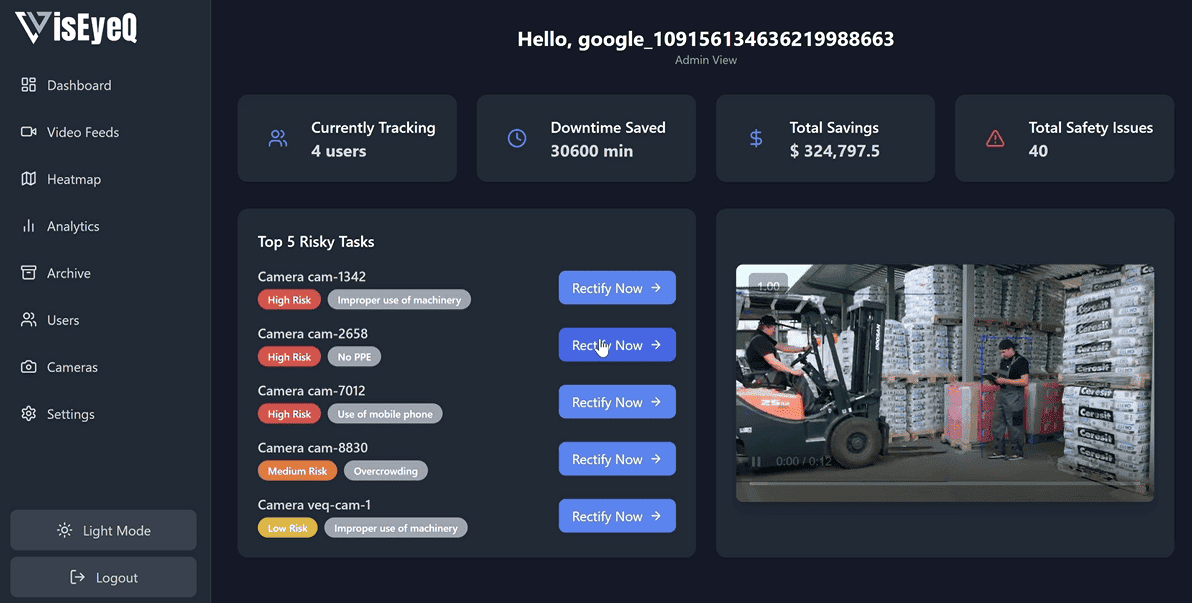 VisEyeQ
Dashboard
Video Feeds
Heatmap
Analytics
Archive
Users
Cameras
Settings
Light Mode
Logout
Hello, google_109156134636219988663
Admin View
Currently Tracking
4 users
Downtime Saved
30600 min
Total Savings
$ 324,797.5
Total Safety Issues
40
Top 5 Risky Tasks
Camera cam-1342
High Risk Improper use of machinery
Rectify Now
Camera cam-2658
High Risk No PPE
Rectify Now
Camera cam-7012
High Risk Use of mobile phone
Rectify Now
Camera cam-8830
Medium Risk Overcrowding
Rectify Now
Camera veq-cam-1
Low Risk Improper use of machinery
Rectify Now
1.00
DOOSAN
Ceresit
Ceresit
Ceresit
Ceresit
Ceresit
Ceresit
0:00 / 0:12